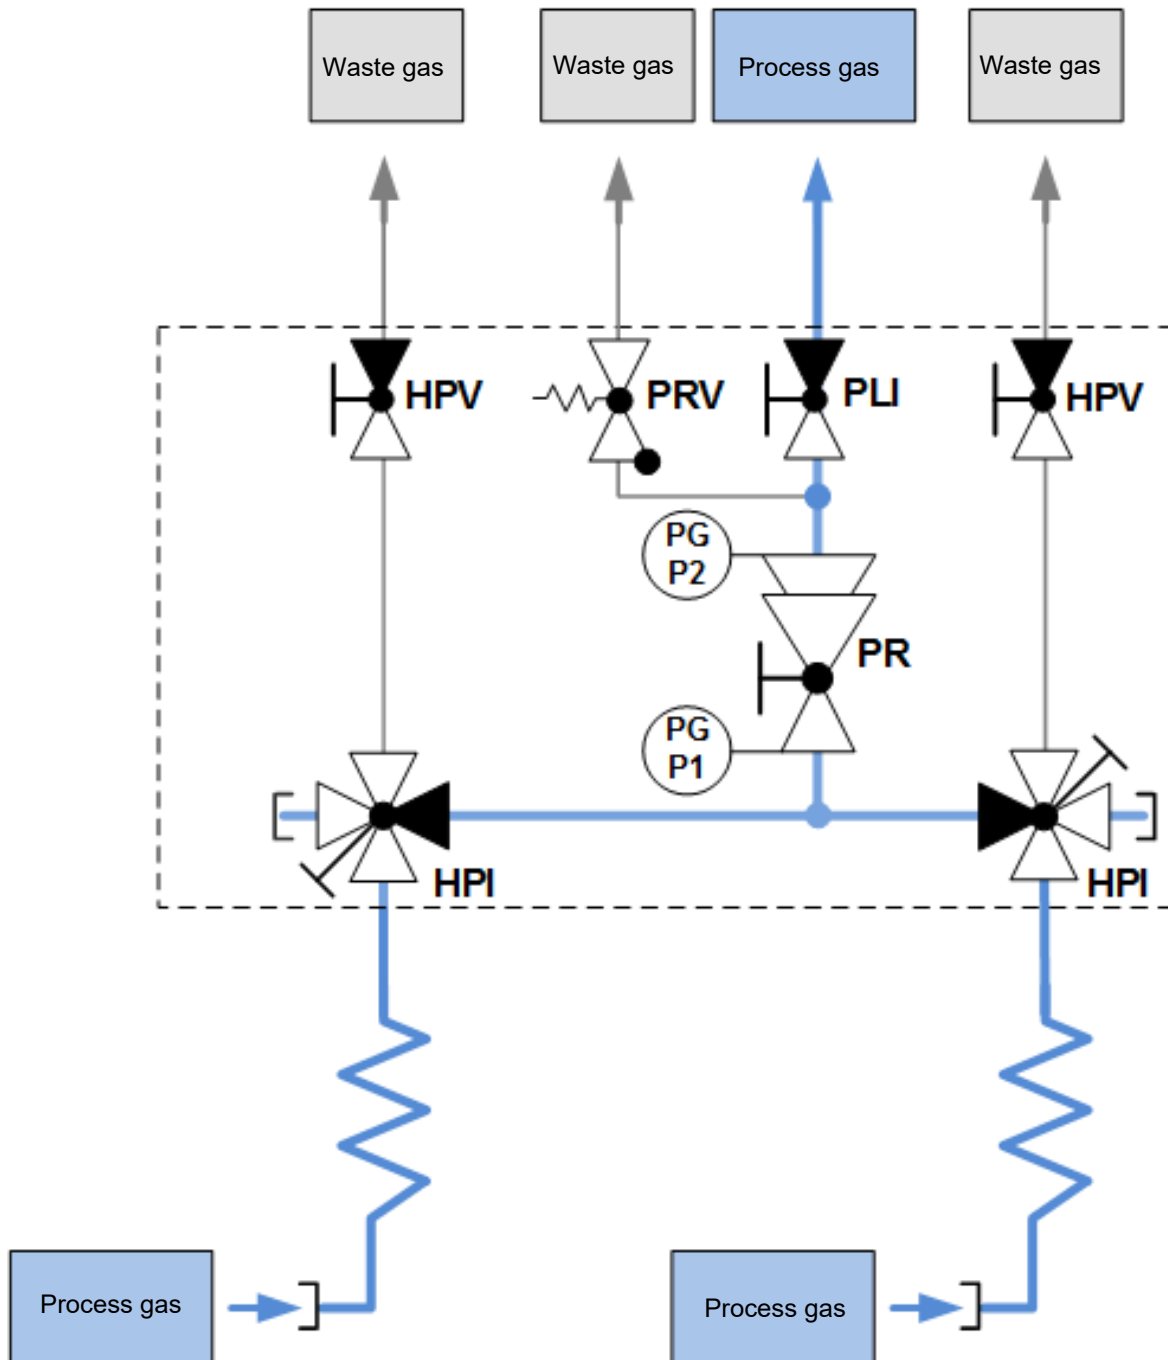 Waste gas
Waste gas
Process gas
Waste gas
HPV
PRV
PLI
HPV
PG
P2
PR
PG
P1
HPI
HPI
Process gas
Process gas